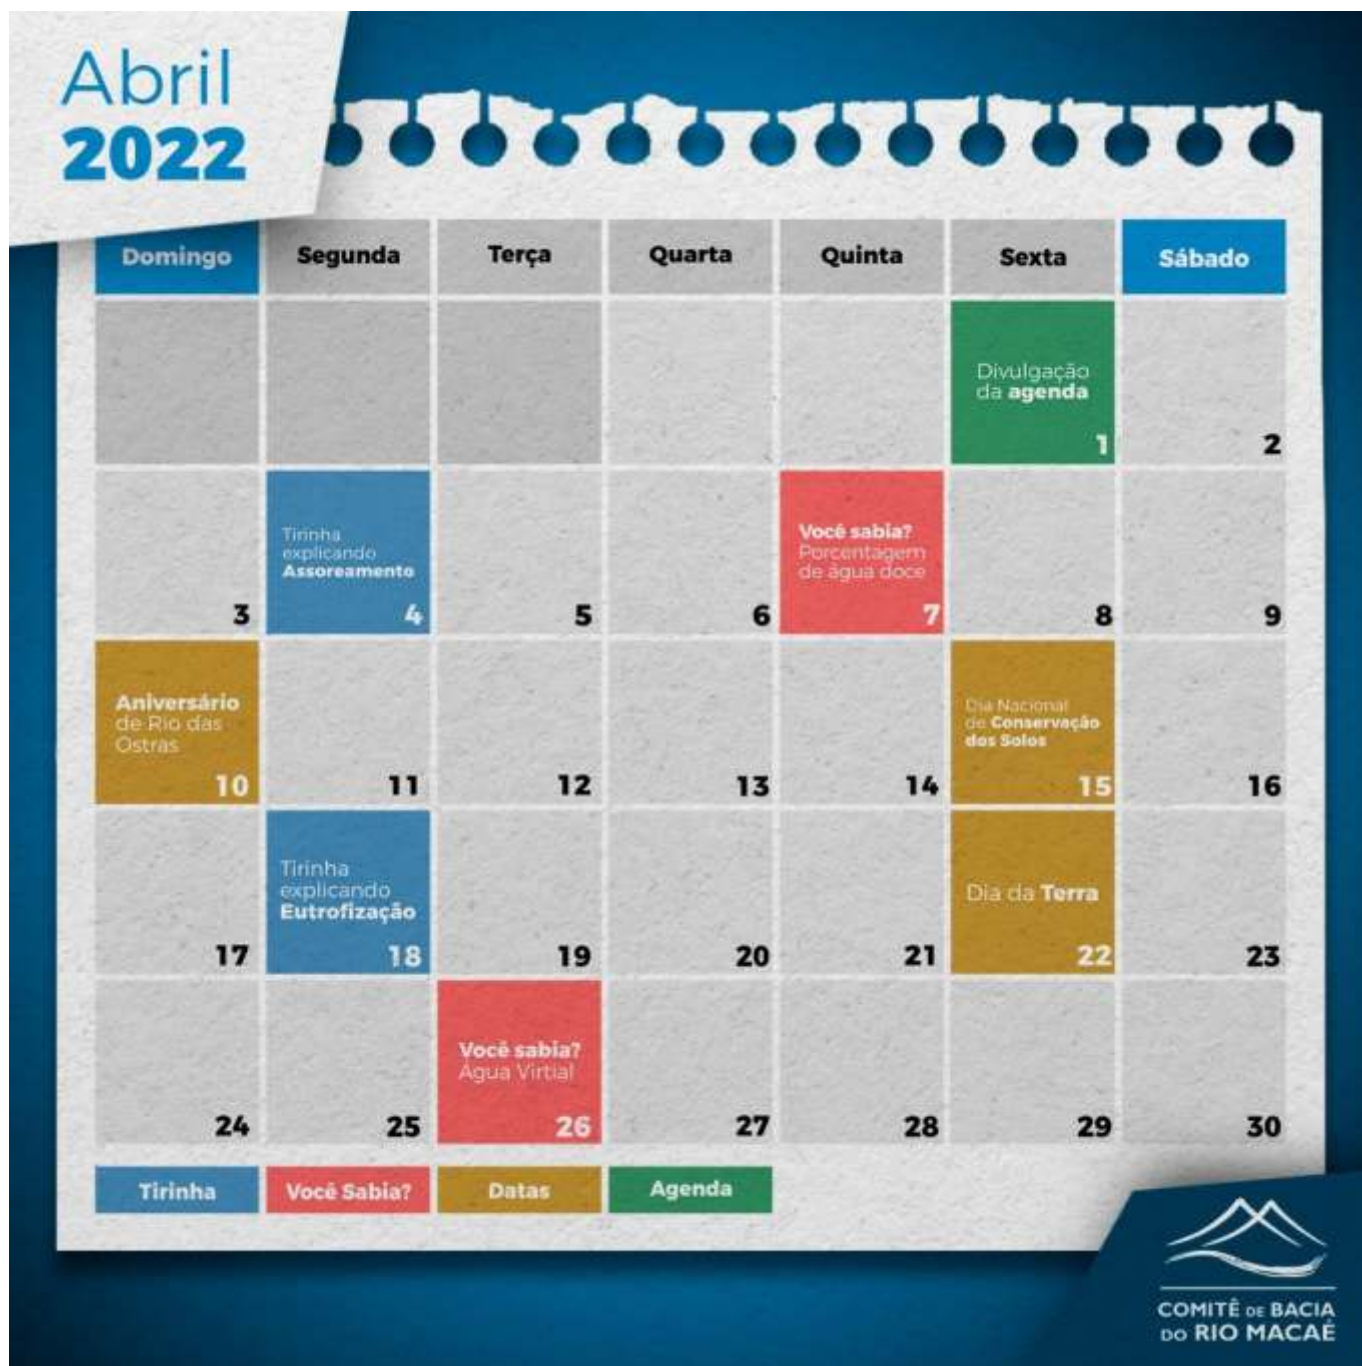 Abril
2022
Domingo Segunda Terça Quarta Quinta Sexta Sábado
Divulgação
da agenda
1 2
Tirinha
explicando
Assoreamento
Você sabia?
Porcentagem
de água doce
3 4 5 6 7 8 9
Aniversário
de Rio das
Ostras
Dia Nacional
de Conservação
dos Solos
10 11 12 13 14 15 16
Tirinha
explicando
Eutrofização
Dia da Terra
17 18 19 20 21 22 23
Você sabia?
Água Virtial
24 25 26 27 28 29 30
Tirinha Você Sabia? Datas Agenda
COMITÊ DE BACIA
DO RIO MACAÉ